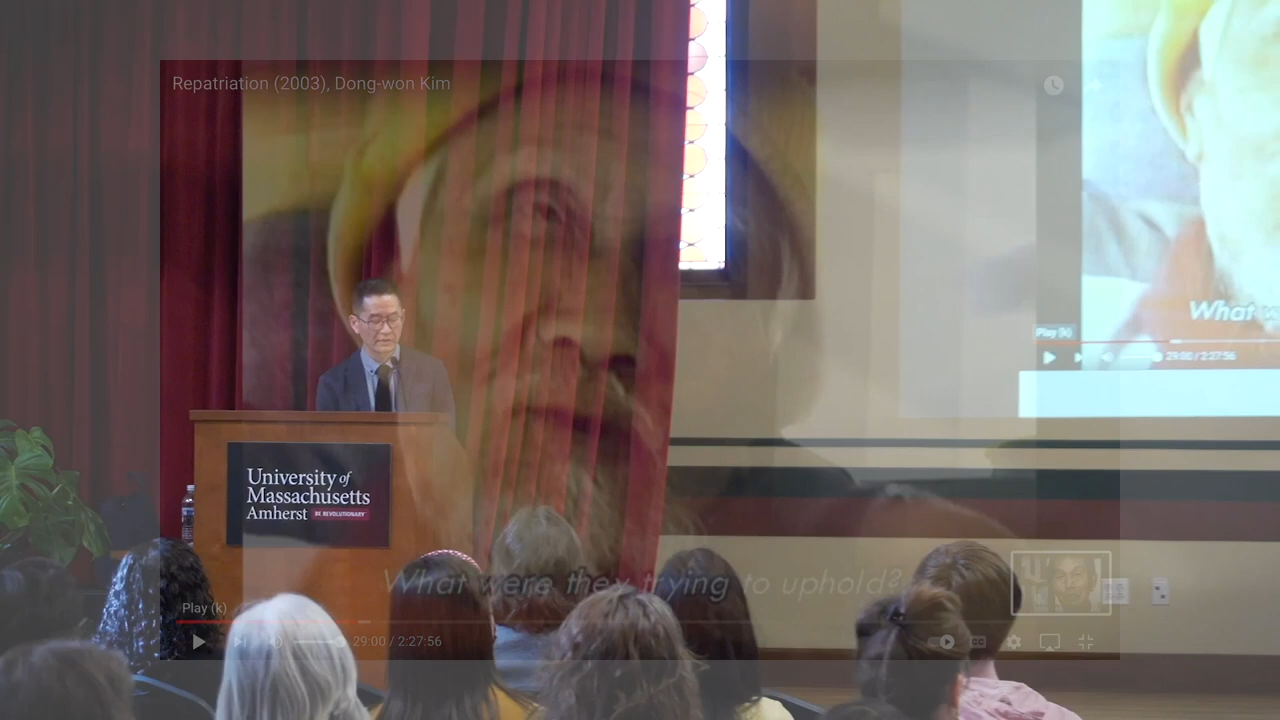 Repatriation (2003), Dong-won Kim
What w
Play (k)
29:00 / 2:27:56
University of
Massachusetts
Amherst BE REVOLUTIONARY
What were they trying to uphold?
Play (k)
29:00 / 2:27:56
CC